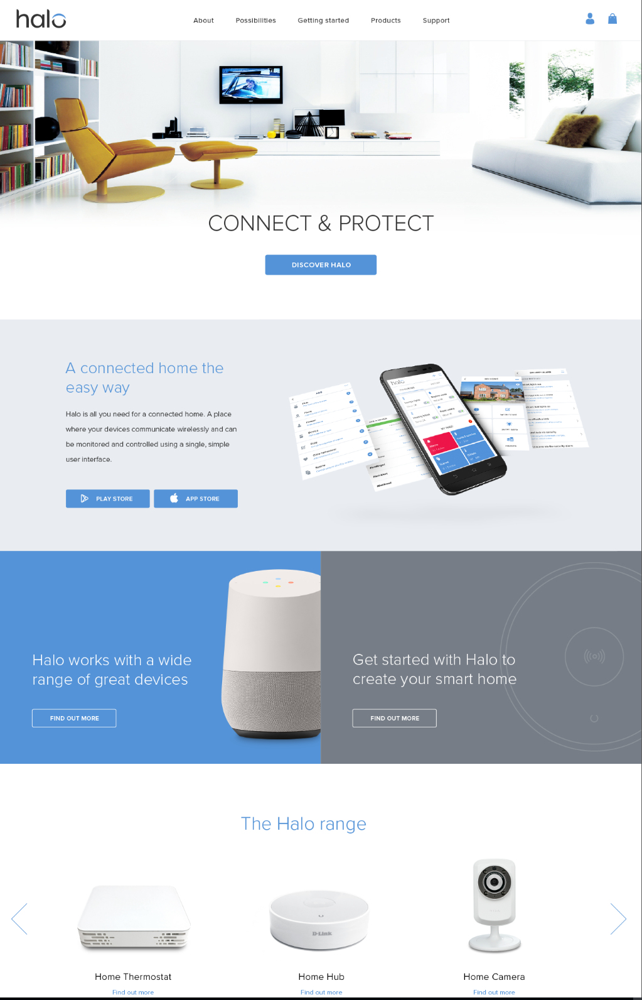 halo
About
Possibilities
Getting started
Products
Support
CONNECT & PROTECT
DISCOVER HALO
A connected home the
easy way
Halo is all you need for a connected home. A place
where your devices communicate wirelessly and can
be monitored and controlled using a single, simple
user interface.
PLAY STORE
APP STORE
ADD
halo
Halo works with a wide
range of great devices
FIND OUT MORE
Get started with Halo to
create your smart home
FIND OUT MORE
The Halo range
D-Link
Home Thermostat
Find out more
Home Hub
Find out more
Home Camera
Find out more